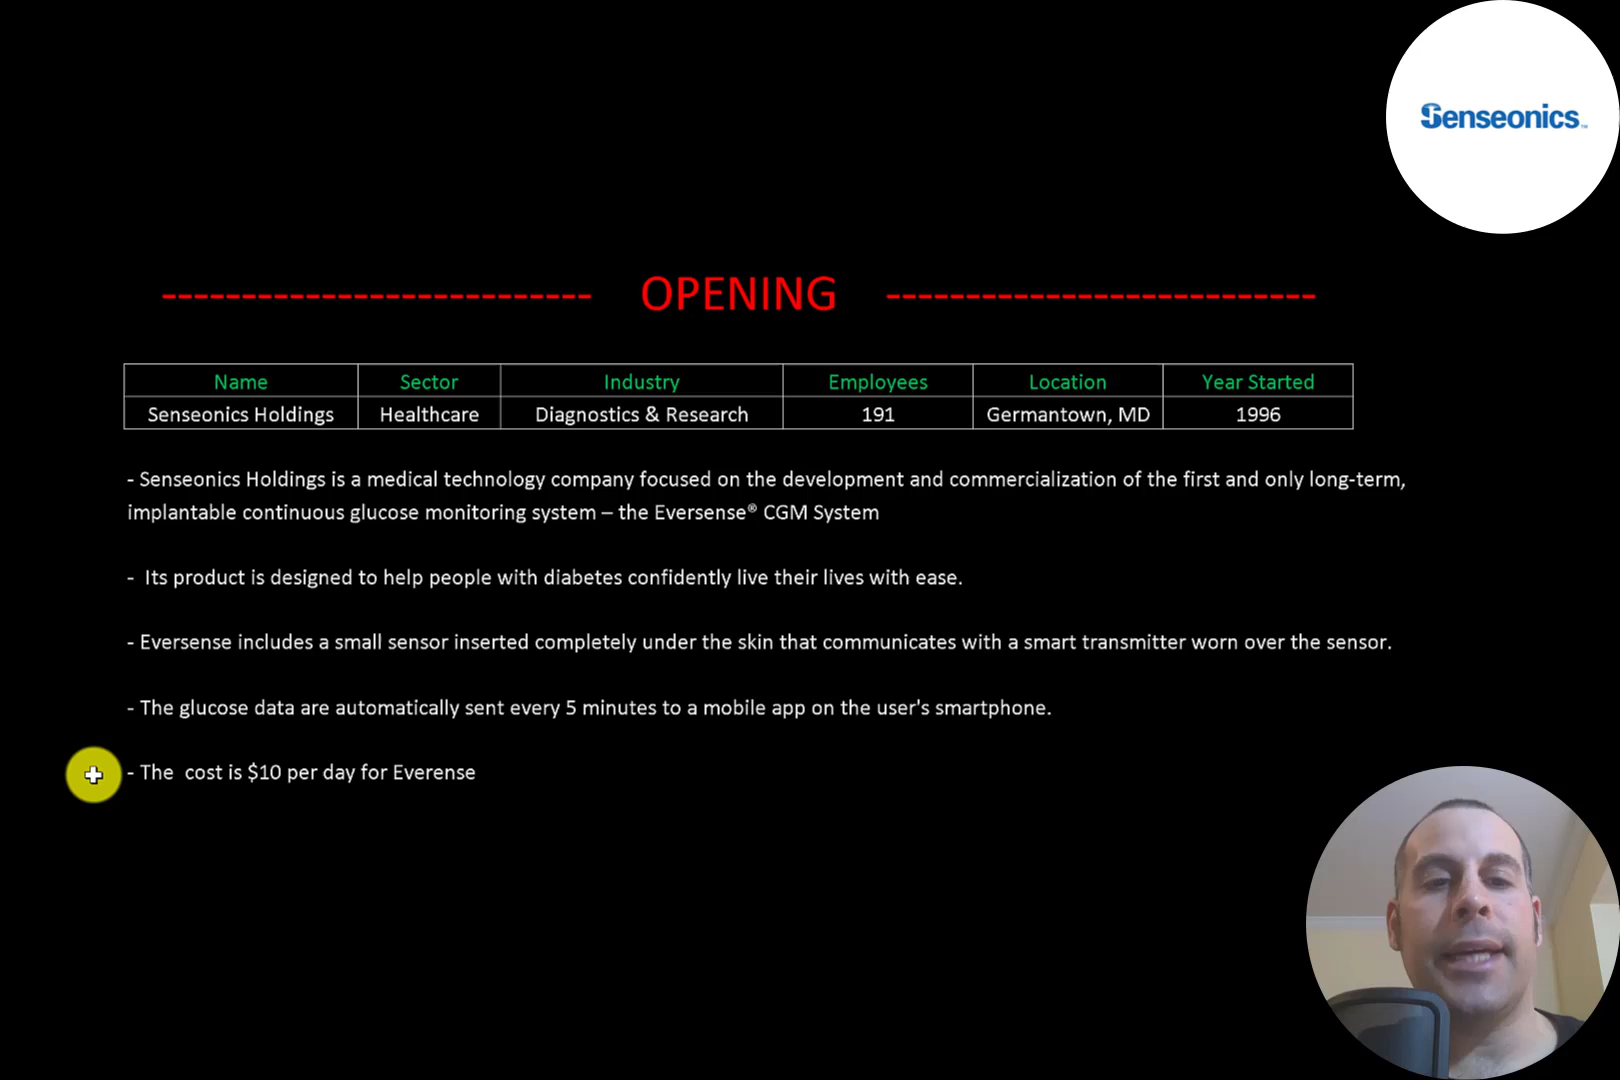 Senseonics™
-------------------------- OPENING --------------------------
Name Sector Industry Employees Location Year Started
Senseonics Holdings Healthcare Diagnostics & Research 191 Germantown, MD 1996
- Senseonics Holdings is a medical technology company focused on the development and commercialization of the first and only long-term,
implantable continuous glucose monitoring system – the Eversense® CGM System
-  Its product is designed to help people with diabetes confidently live their lives with ease.
- Eversense includes a small sensor inserted completely under the skin that communicates with a smart transmitter worn over the sensor.
- The glucose data are automatically sent every 5 minutes to a mobile app on the user's smartphone.
- The  cost is $10 per day for Everense